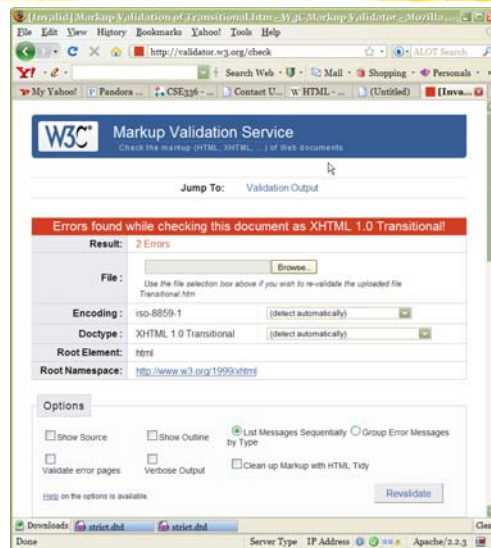 [Invalid] Markup Validation of Transitional.htm - W3C Markup Validator - Mozilla
File Edit View History Bookmarks Yahoo! Tools Help
http://validator.w3.org/check
ALOT Search
Y! Search Web Mail Shopping Personals
My Yahoo! Pandora ... CSE336 - ... Contact U... HTML - ... (Untitled) [Inva...
W3C Markup Validation Service
Check the markup (HTML, XHTML, ...) of Web documents
Jump To: Validation Output
Errors found while checking this document as XHTML 1.0 Transitional!
Result: 2 Errors
File : Browse..
Use the file selection box above if you wish to re-validate the uploaded file
Transitional.htm
Encoding : iso-8859-1 (detect automatically)
Doctype : XHTML 1.0 Transitional (detect automatically)
Root Element: html
Root Namespace: http://www.w3.org/1999/xhtml
Options
Show Source Show Outline List Messages Sequentially Group Error Messages
by Type
Validate error pages Verbose Output Clean up Markup with HTML Tidy
Help on the options is available.
Revalidate
Downloads strict.dtd strict.dtd Clea
Done Server Type IP Address Apache/2.2.3